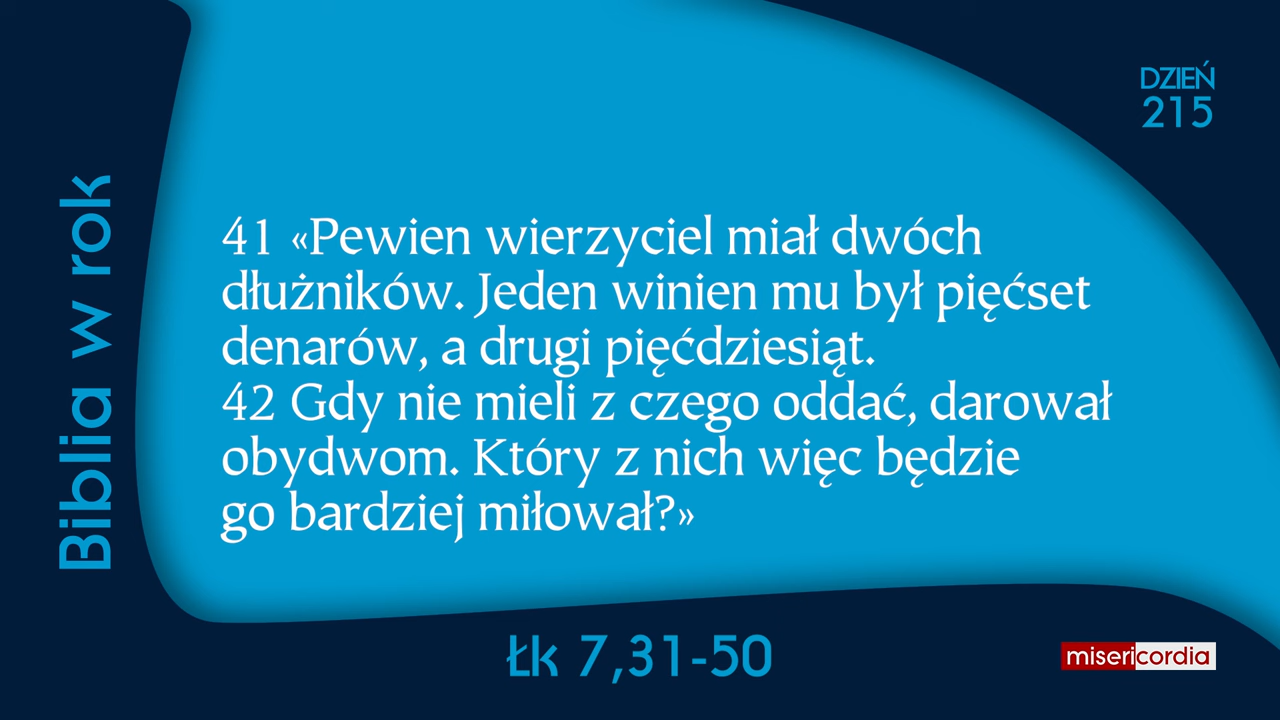 DZIEŃ
215
Biblia w rok
41 «Pewien wierzyciel miał dwóch
dłużników. Jeden winien mu był pięćset
denarów, a drugi pięćdziesiąt.
42 Gdy nie mieli z czego oddać, darował
obydwom. Który z nich więc będzie
go bardziej miłował?»
Łk 7,31-50
misericordia